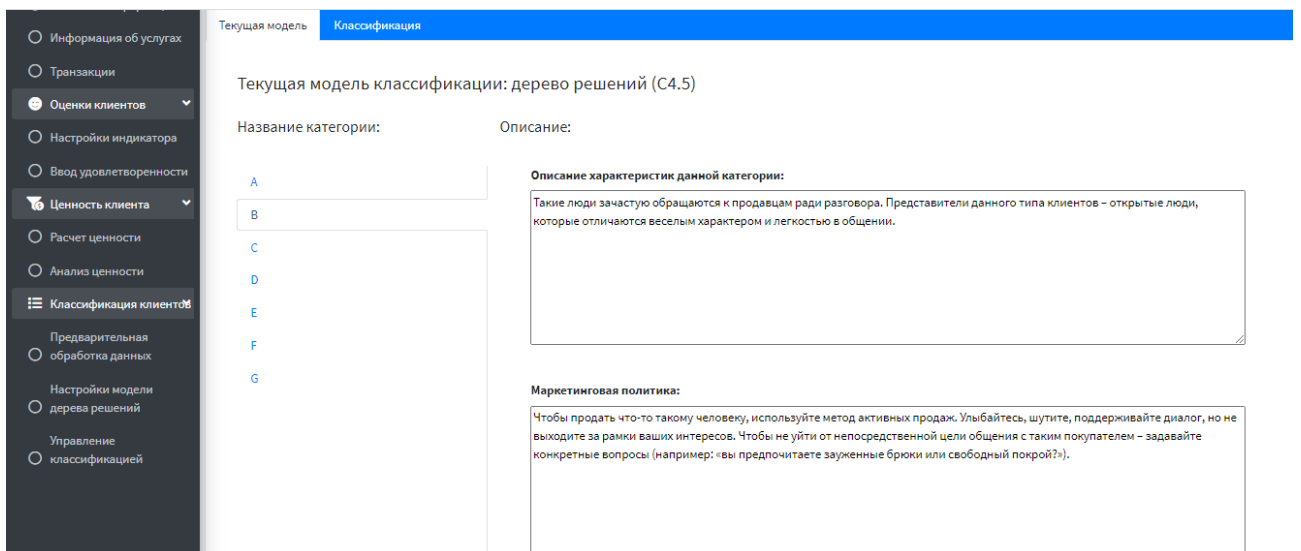 Информация об услугах
Транзакции
Оценки клиентов
Настройки индикатора
Ввод удовлетворенности
Ценность клиента
Расчет ценности
Анализ ценности
Классификация клиентов
Предварительная
обработка данных
Настройки модели
дерева решений
Управление
классификацией
Текущая модель
Классификация
Текущая модель классификации: дерево решений (C4.5)
Название категории:
Описание:
A
B
C
D
E
F
G
Описание характеристик данной категории:
Такие люди зачастую обращаются к продавцам ради разговора. Представители данного типа клиентов – открытые люди,
которые отличаются веселым характером и легкостью в общении.
Маркетинговая политика:
Чтобы продать что-то такому человеку, используйте метод активных продаж. Улыбайтесь, шутите, поддерживайте диалог, но не
выходите за рамки ваших интересов. Чтобы не уйти от непосредственной цели общения с таким покупателем – задавайте
конкретные вопросы (например: «вы предпочитаете зауженные брюки или свободный покрой?»).